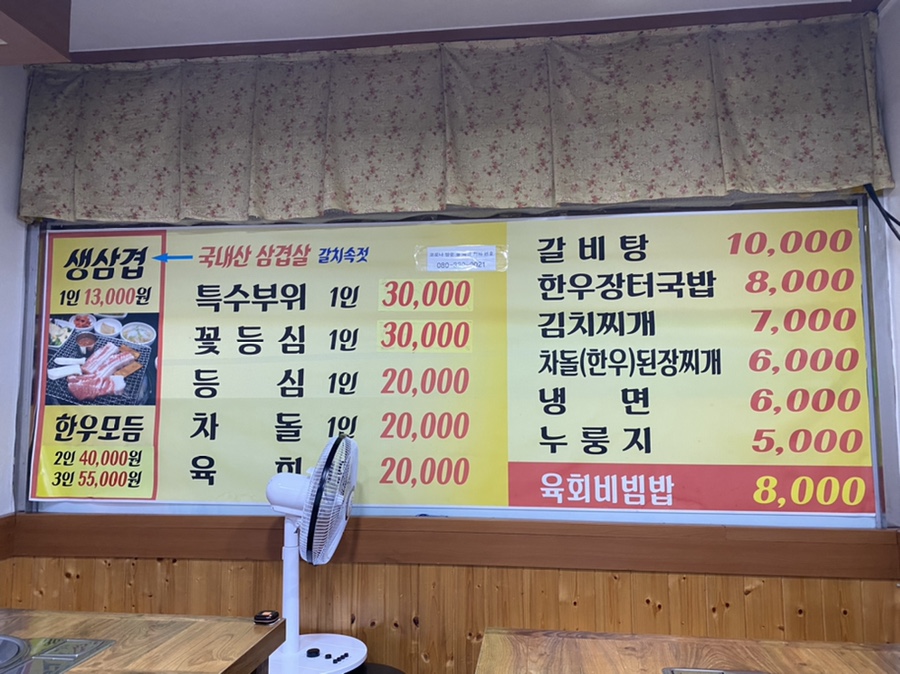 생삼겹
1인 13,000원
한우모듬
2인 40,000원
3인 55,000원
국내산 삼겹살 갈치속젓
특수부위 1인 30,000
꽃등심 1인 30,000
등심 1인 20,000
차돌 1인 20,000
육회 20,000
갈비탕 10,000
한우장터국밥 8,000
김치찌개 7,000
차돌(한우)된장찌개 6,000
냉면 6,000
누룽지 5,000
육회비빔밥 8,000